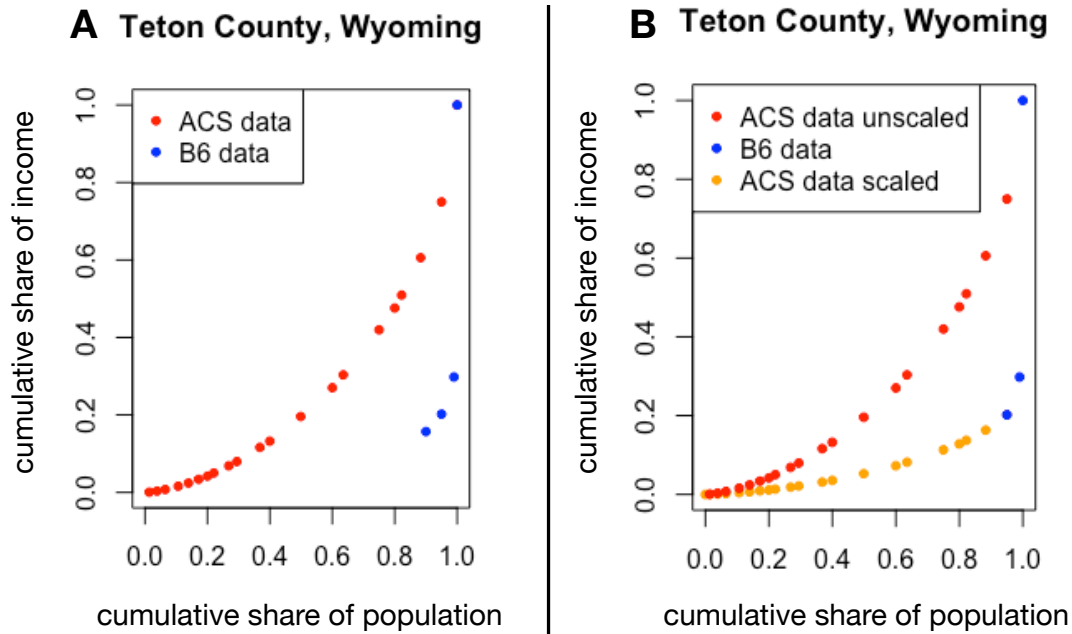 A Teton County, Wyoming
cumulative share of income
1.0
0.8
0.6
0.4
0.2
0.0
ACS data
B6 data
0.0 0.2 0.4 0.6 0.8 1.0
cumulative share of population
B Teton County, Wyoming
cumulative share of income
1.0
0.8
0.6
0.4
0.2
0.0
ACS data unscaled
B6 data
ACS data scaled
0.0 0.2 0.4 0.6 0.8 1.0
cumulative share of population